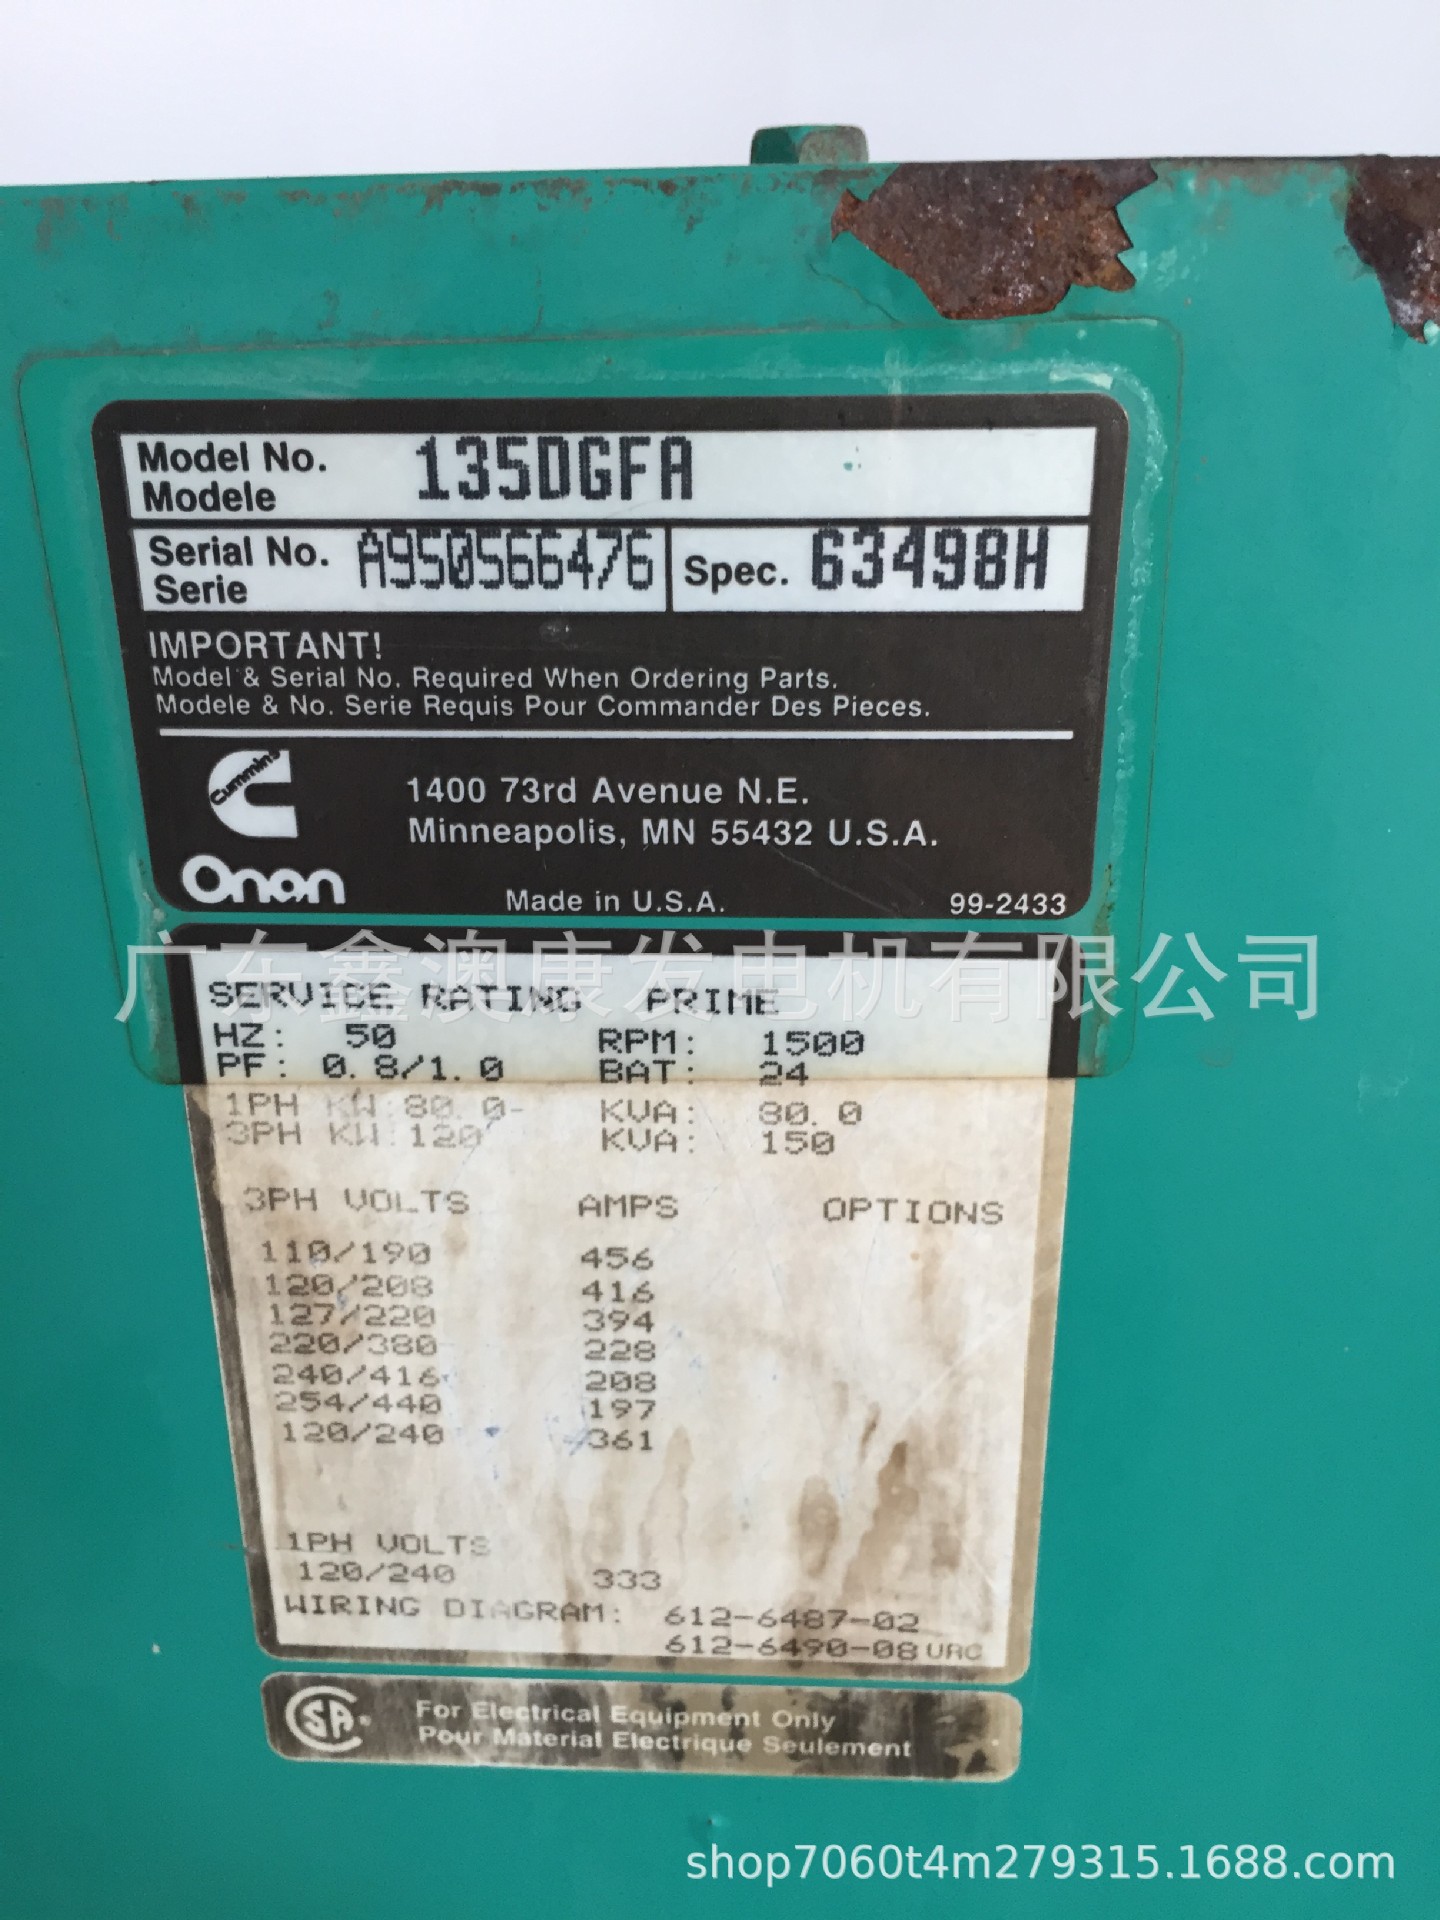 Model No. 135DGFA
Modele
Serial No. A950566476 Spec. 63498H
Serie
IMPORTANT!
Model & Serial No. Required When Ordering Parts.
Modele & No. Serie Requis Pour Commander Des Pieces.
Cummins
Onan
1400 73rd Avenue N.E.
Minneapolis, MN 55432 U.S.A.
Made in U.S.A. 99-2433
广东鑫澳康发电机有限公司
SERVICE RATING PRIME
HZ: 50 RPM: 1500
PF: 0.8/1.0 BAT: 24
1PH KW:80.0 KVA: 80.0
3PH KW:120 KVA: 150
3PH VOLTS AMPS OPTIONS
110/190 456
120/208 416
127/220 394
220/380 228
240/416 208
254/440 197
120/240 361
1PH VOLTS
120/240 333
WIRING DIAGRAM: 612-6487-02
612-6490-08 URC
SA
For Electrical Equipment Only
Pour Material Electrique Seulement
shop7060t4m279315.1688.com